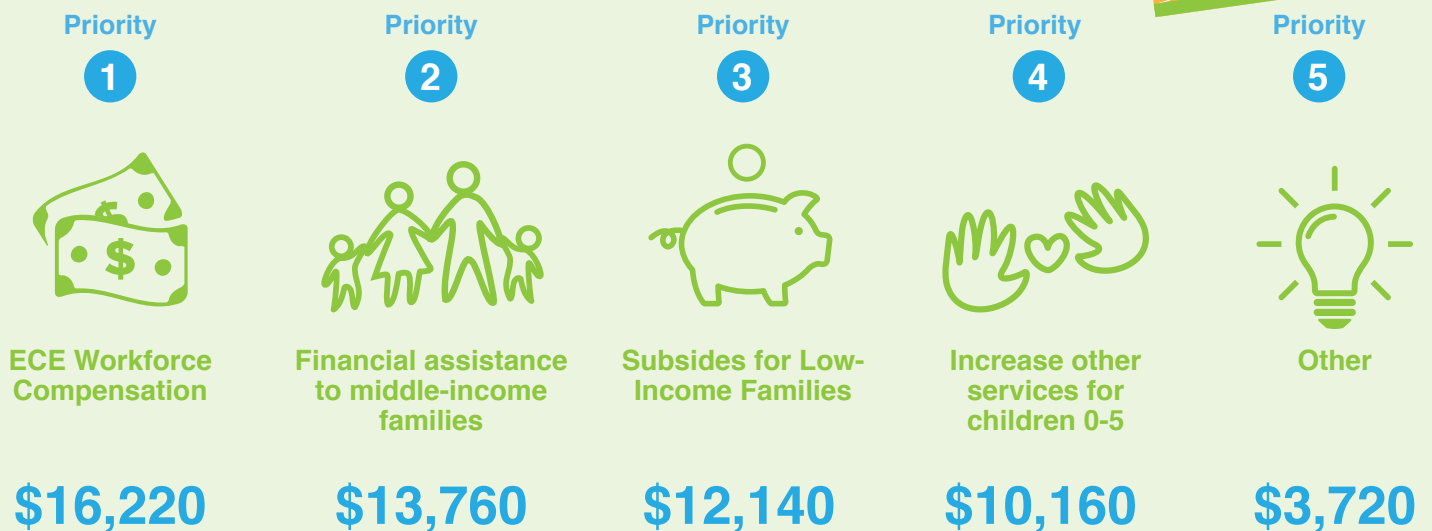 Priority
1
ECE Workforce
Compensation
$16,220
Priority
2
Financial assistance
to middle-income
families
$13,760
Priority
3
Subsides for Low-
Income Families
$12,140
Priority
4
Increase other
services for
children 0-5
$10,160
Priority
5
Other
$3,720